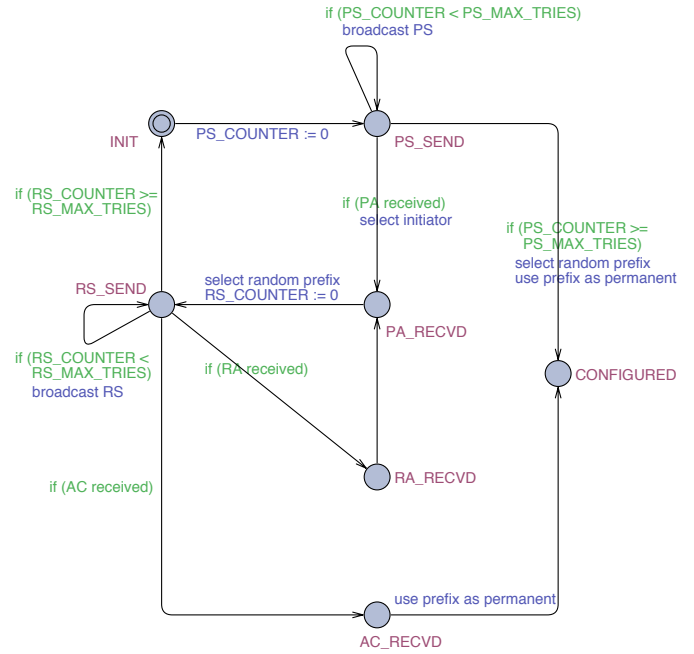 if (PS_COUNTER < PS_MAX_TRIES)
broadcast PS
INIT
PS_COUNTER := 0
PS_SEND
if (RS_COUNTER >=
RS_MAX_TRIES)
if (PA received)
select initiator
if (PS_COUNTER >=
PS_MAX_TRIES)
select random prefix
use prefix as permanent
RS_SEND
select random prefix
RS_COUNTER := 0
PA_RECVD
if (RS_COUNTER <
RS_MAX_TRIES)
broadcast RS
if (RA received)
CONFIGURED
RA_RECVD
if (AC received)
use prefix as permanent
AC_RECVD